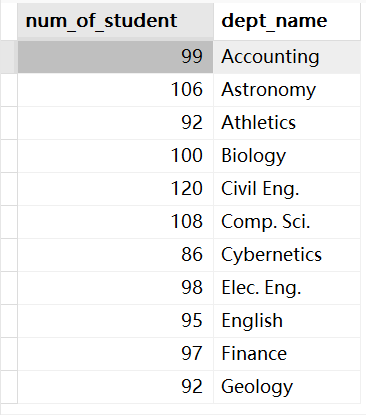 num_of_student dept_name
99 Accounting
106 Astronomy
92 Athletics
100 Biology
120 Civil Eng.
108 Comp. Sci.
86 Cybernetics
98 Elec. Eng.
95 English
97 Finance
92 Geology